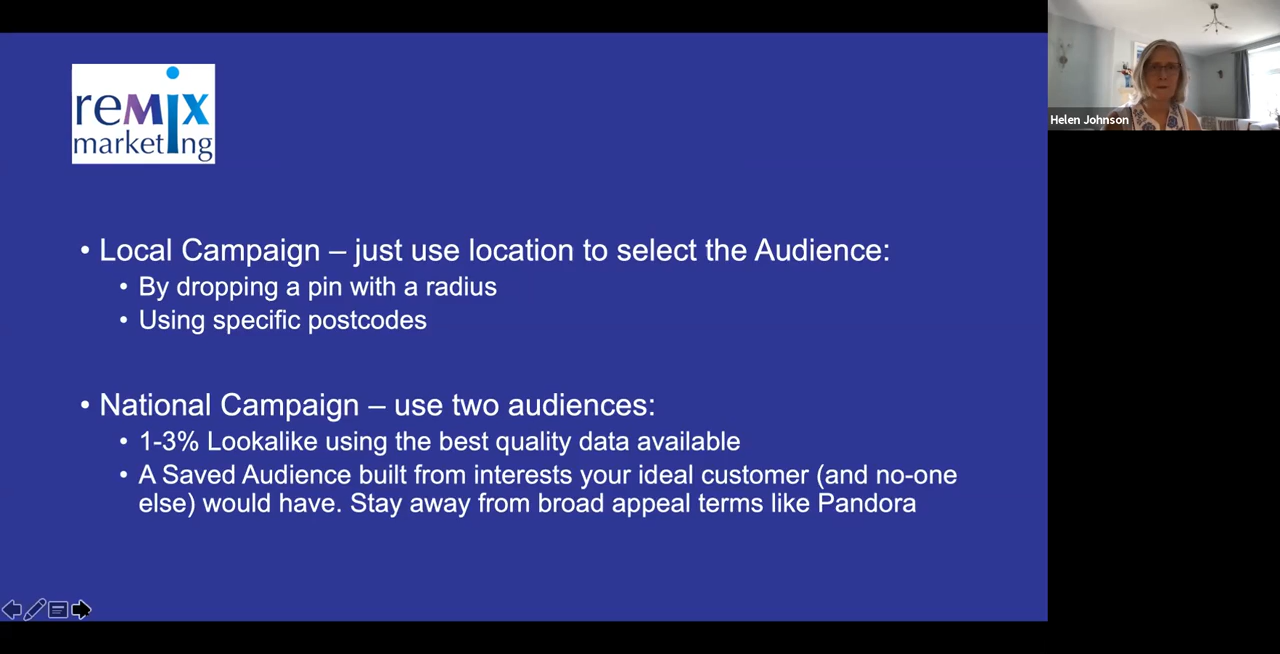 remix
marketing
Helen Johnson
• Local Campaign – just use location to select the Audience:
• By dropping a pin with a radius
• Using specific postcodes
• National Campaign – use two audiences:
• 1-3% Lookalike using the best quality data available
• A Saved Audience built from interests your ideal customer (and no-one
else) would have. Stay away from broad appeal terms like Pandora